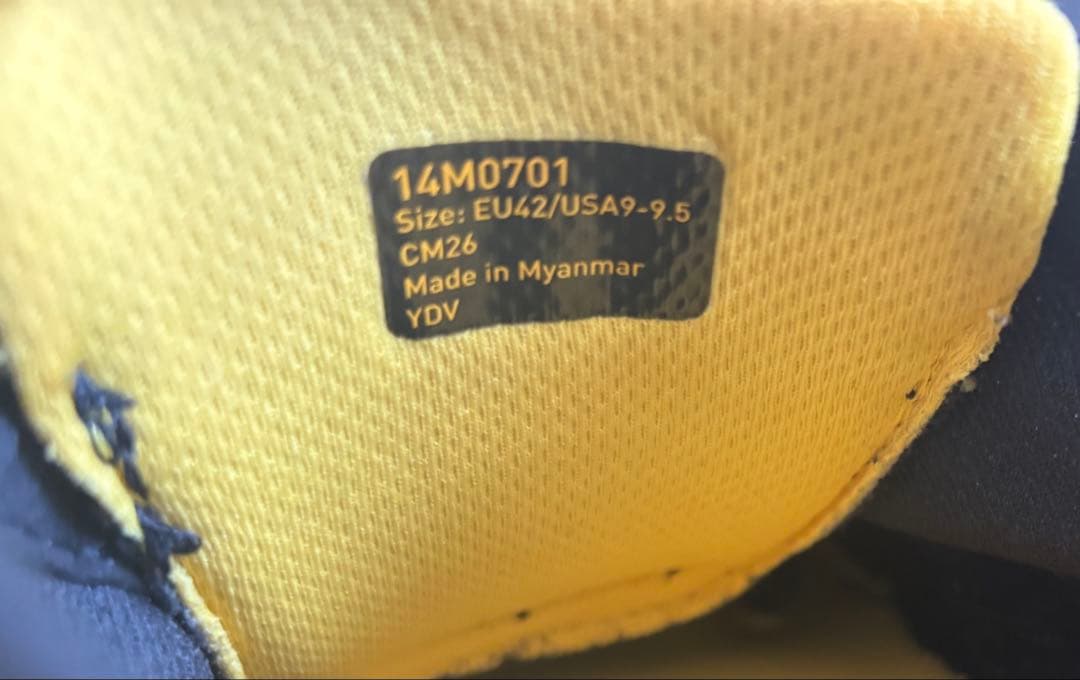 14M0701
Size: EU42/USA9-9.5
CM26
Made in Myanmar
YDV